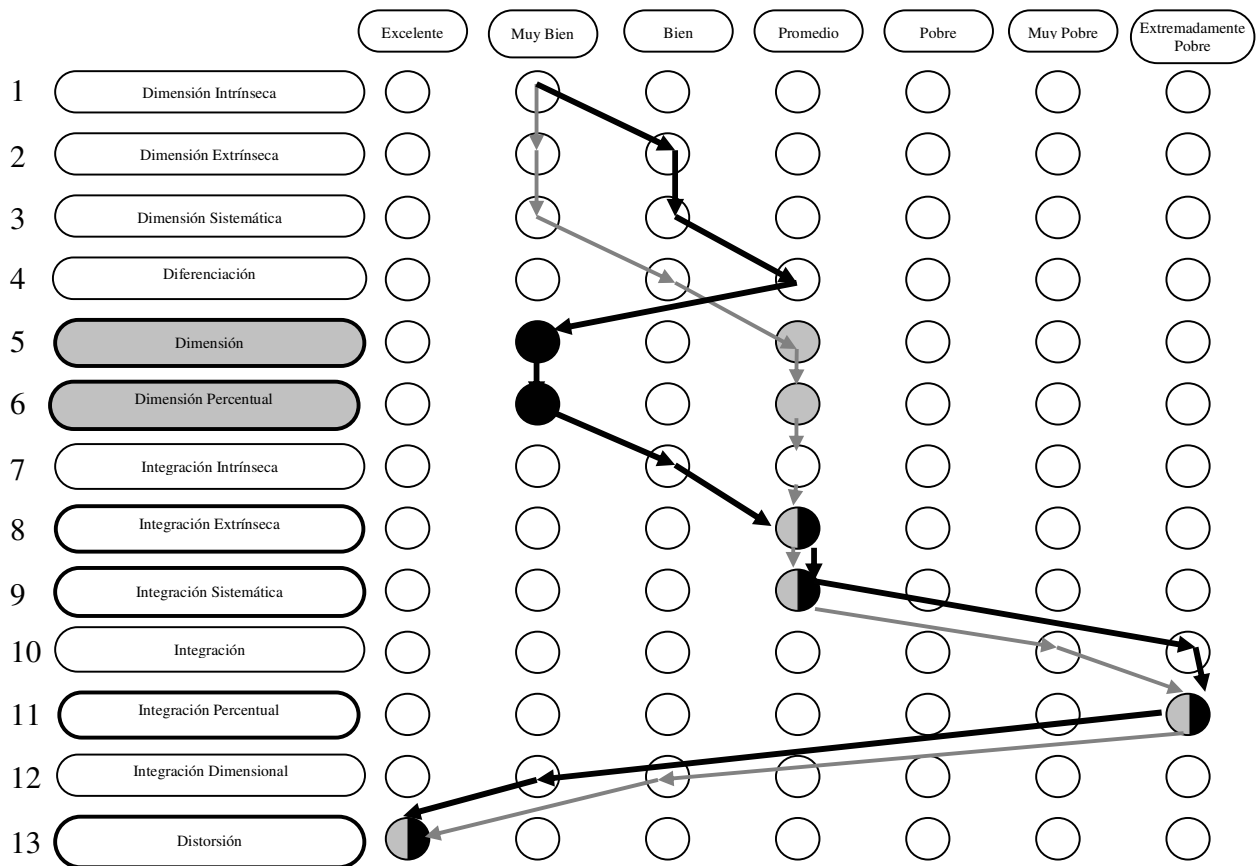 Excelente
Muy Bien
Bien
Promedio
Pobre
Muy Pobre
Extremadamente
Pobre
1 Dimensión Intrínseca
2 Dimensión Extrínseca
3 Dimensión Sistemática
4 Diferenciación
5 Dimensión
6 Dimensión Percentual
7 Integración Intrínseca
8 Integración Extrínseca
9 Integración Sistemática
10 Integración
11 Integración Percentual
12 Integración Dimensional
13 Distorsión